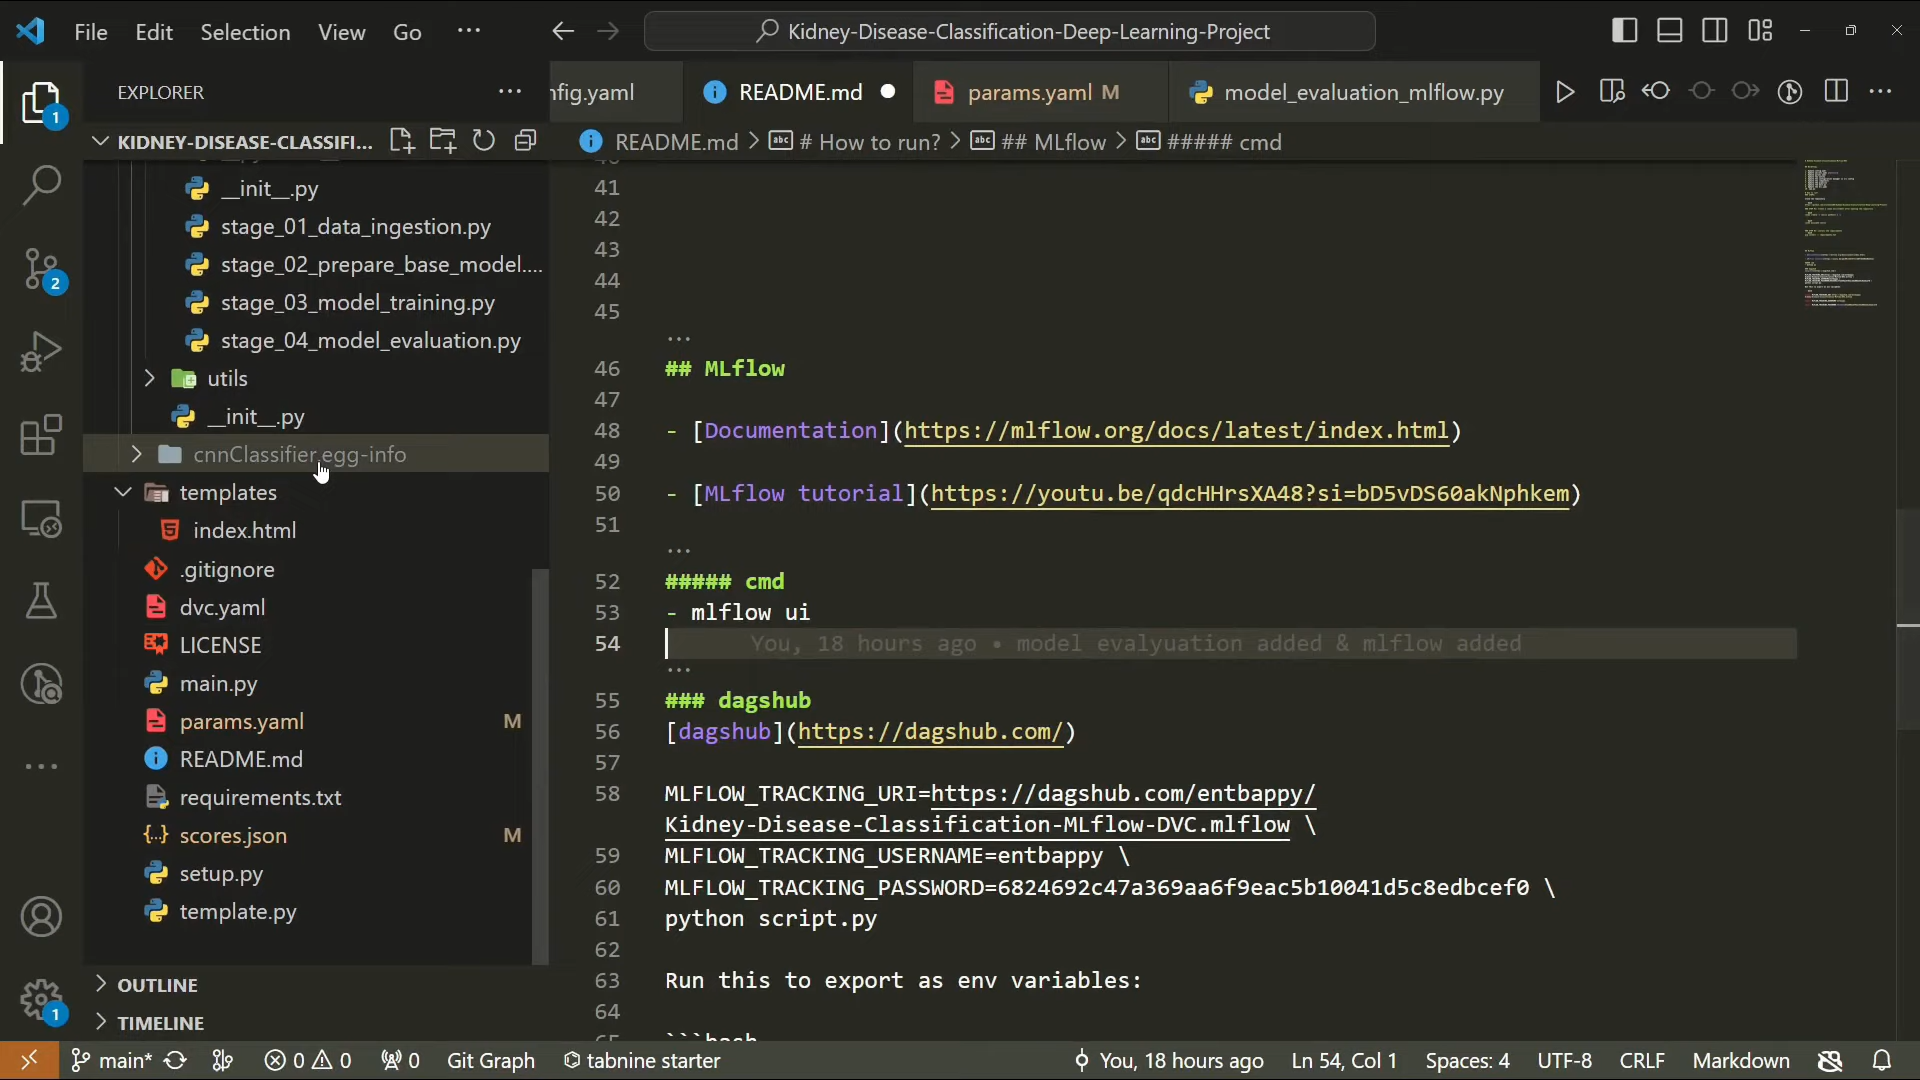 File Edit Selection View Go ···
Kidney-Disease-Classification-Deep-Learning-Project
EXPLORER
KIDNEY-DISEASE-CLASSIFI...
__init__.py
stage_01_data_ingestion.py
stage_02_prepare_base_model....
stage_03_model_training.py
stage_04_model_evaluation.py
utils
__init__.py
cnnClassifier.egg-info
templates
index.html
.gitignore
dvc.yaml
LICENSE
main.py
params.yaml M
README.md
requirements.txt
scores.json M
setup.py
template.py
OUTLINE
TIMELINE
1
2
1
nfig.yaml README.md params.yaml M model_evaluation_mlflow.py
README.md > # How to run? > ## MLflow > ##### cmd
41
42
43
44
45
...
46 ## MLflow
47
48 - [Documentation](https://mlflow.org/docs/latest/index.html)
49
50 - [MLflow tutorial](https://youtu.be/qdcHHrsXA48?si=bD5vDS60akNphkem)
51
...
52 ##### cmd
53 - mlflow ui
54 You, 18 hours ago • model evalyuation added & mlflow added
...
55 ### dagshub
56 [dagshub](https://dagshub.com/)
57
58 MLFLOW_TRACKING_URI=https://dagshub.com/entbappy/
Kidney-Disease-Classification-MLflow-DVC.mlflow \
59 MLFLOW_TRACKING_USERNAME=entbappy \
60 MLFLOW_TRACKING_PASSWORD=6824692c47a369aa6f9eac5b10041d5c8edbcef0 \
61 python script.py
62
63 Run this to export as env variables:
64
65 ```bash
main* 0 0 0 Git Graph tabnine starter You, 18 hours ago Ln 54, Col 1 Spaces: 4 UTF-8 CRLF Markdown